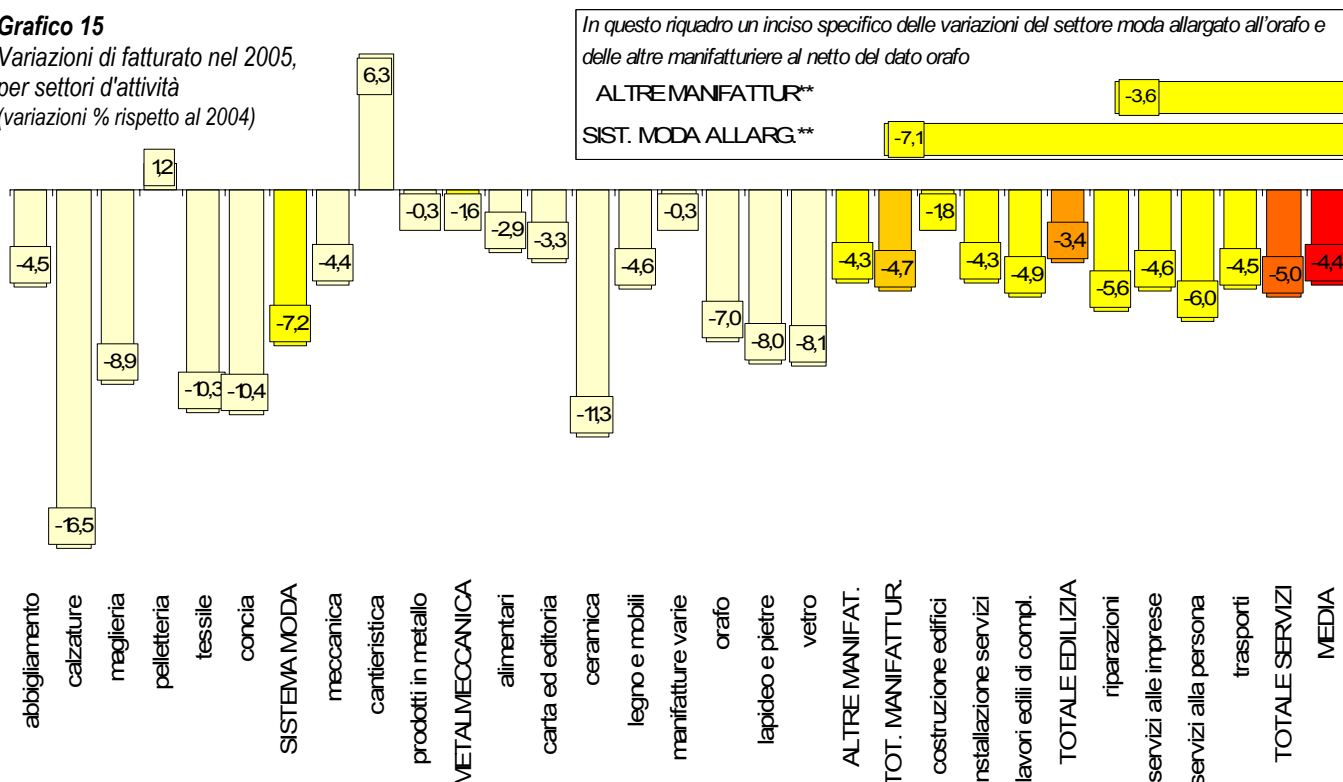 Grafico 15
Variazioni di fatturato nel 2005,
per settori d'attività
(variazioni % rispetto al 2004)
In questo riquadro un inciso specifico delle variazioni del settore moda allargato all'orafo e
delle altre manifatturiere al netto del dato orafo
ALTRE MANIFATTUR**
-3,6
SIST. MODA ALLARG.**
-7,1
-4,5
-16,5
-8,9
1,2
-10,3
-10,4
-7,2
-4,4
6,3
-0,3
-1,6
-2,9
-3,3
-11,3
-4,6
-0,3
-7,0
-8,0
-8,1
-4,3
-4,7
-1,8
-4,3
-4,9
-3,4
-5,6
-4,6
-6,0
-4,5
-5,0
-4,4
abbigliamento
calzature
maglieria
pelletteria
tessile
concia
SISTEMA MODA
meccanica
cantieristica
prodotti in metallo
METALMECCANICA
alimentari
carta ed editoria
ceramica
legno e mobili
manifatture varie
orafo
lapideo e pietre
vetro
ALTRE MANIFAT.
TOT. MANIFATTUR.
costruzione edifici
nstallazione servizi
lavori edili di compl.
TOTALE EDILIZIA
riparazioni
servizi alle imprese
servizi alla persona
trasporti
TOTALE SERVIZI
MEDIA